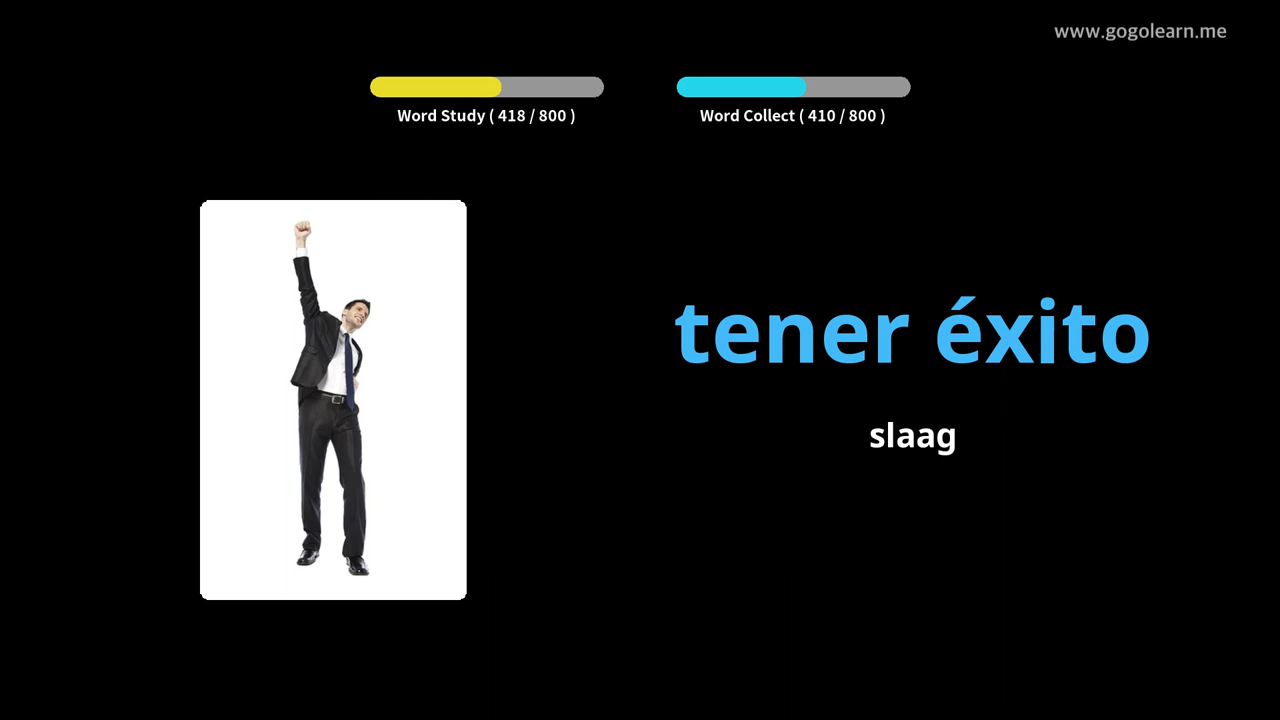 www.gogolearn.me
Word Study ( 418 / 800 )
Word Collect ( 410 / 800 )
tener éxito
slaag